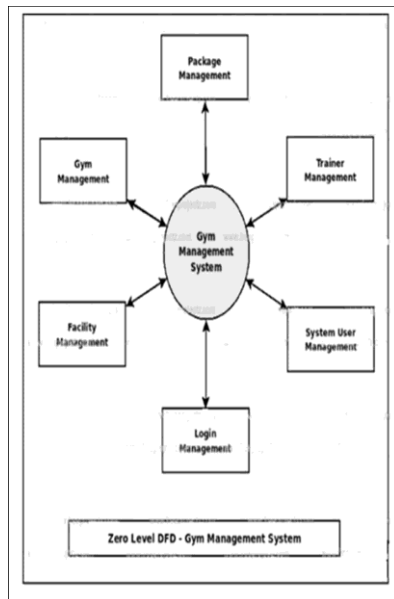 Package
Management
Gym
Management
Trainer
Management
Gym
Management
System
Facility
Management
System User
Management
Login
Management
Zero Level DFD - Gym Management System